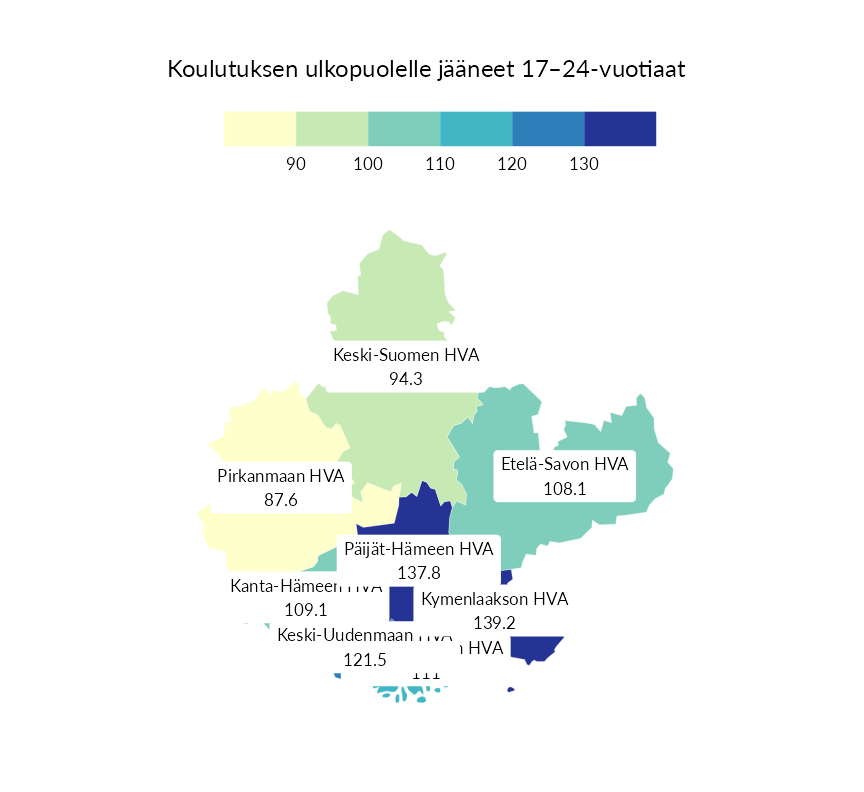 Koulutuksen ulkopuolelle jääneet 17–24-vuotiaat
90 100 110 120 130
Keski-Suomen HVA
94.3
Pirkanmaan HVA
87.6
Etelä-Savon HVA
108.1
Päijät-Hämeen HVA
137.8
Kanta-Hämeen HVA
109.1
Kymenlaakson HVA
139.2
Keski-Uudenmaan HVA
121.5
HVA
111